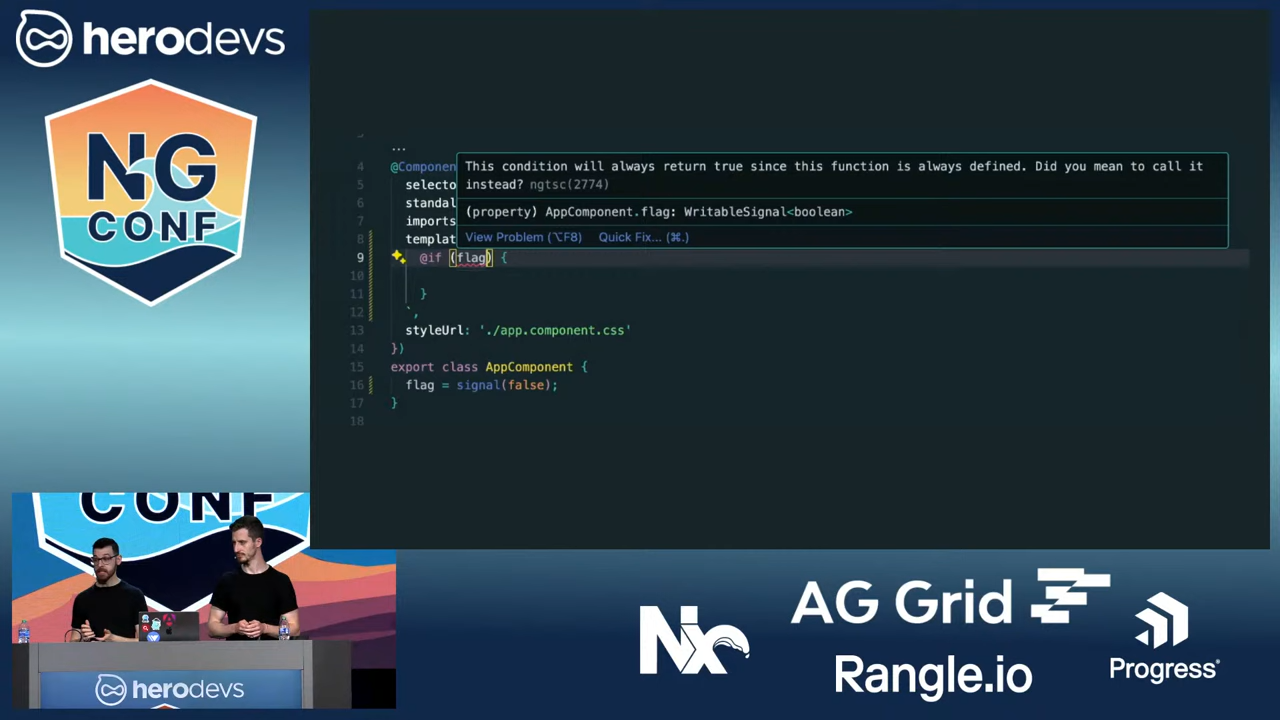 herodevs
NG
CONF
...
4 @Component
5 selecto
6 standal
7 imports
8 templat
This condition will always return true since this function is always defined. Did you mean to call it
instead? ngtsc(2774)
(property) AppComponent.flag: WritableSignal<boolean>
View Problem (⌥F8) Quick Fix... (⌘.)
9 @if (flag) {
10
11 }
12 `,
13 styleUrl: './app.component.css'
14 })
15 export class AppComponent {
16 flag = signal(false);
17 }
18
CONF
herodevs
Nx
AG Grid
Rangle.io
Progress